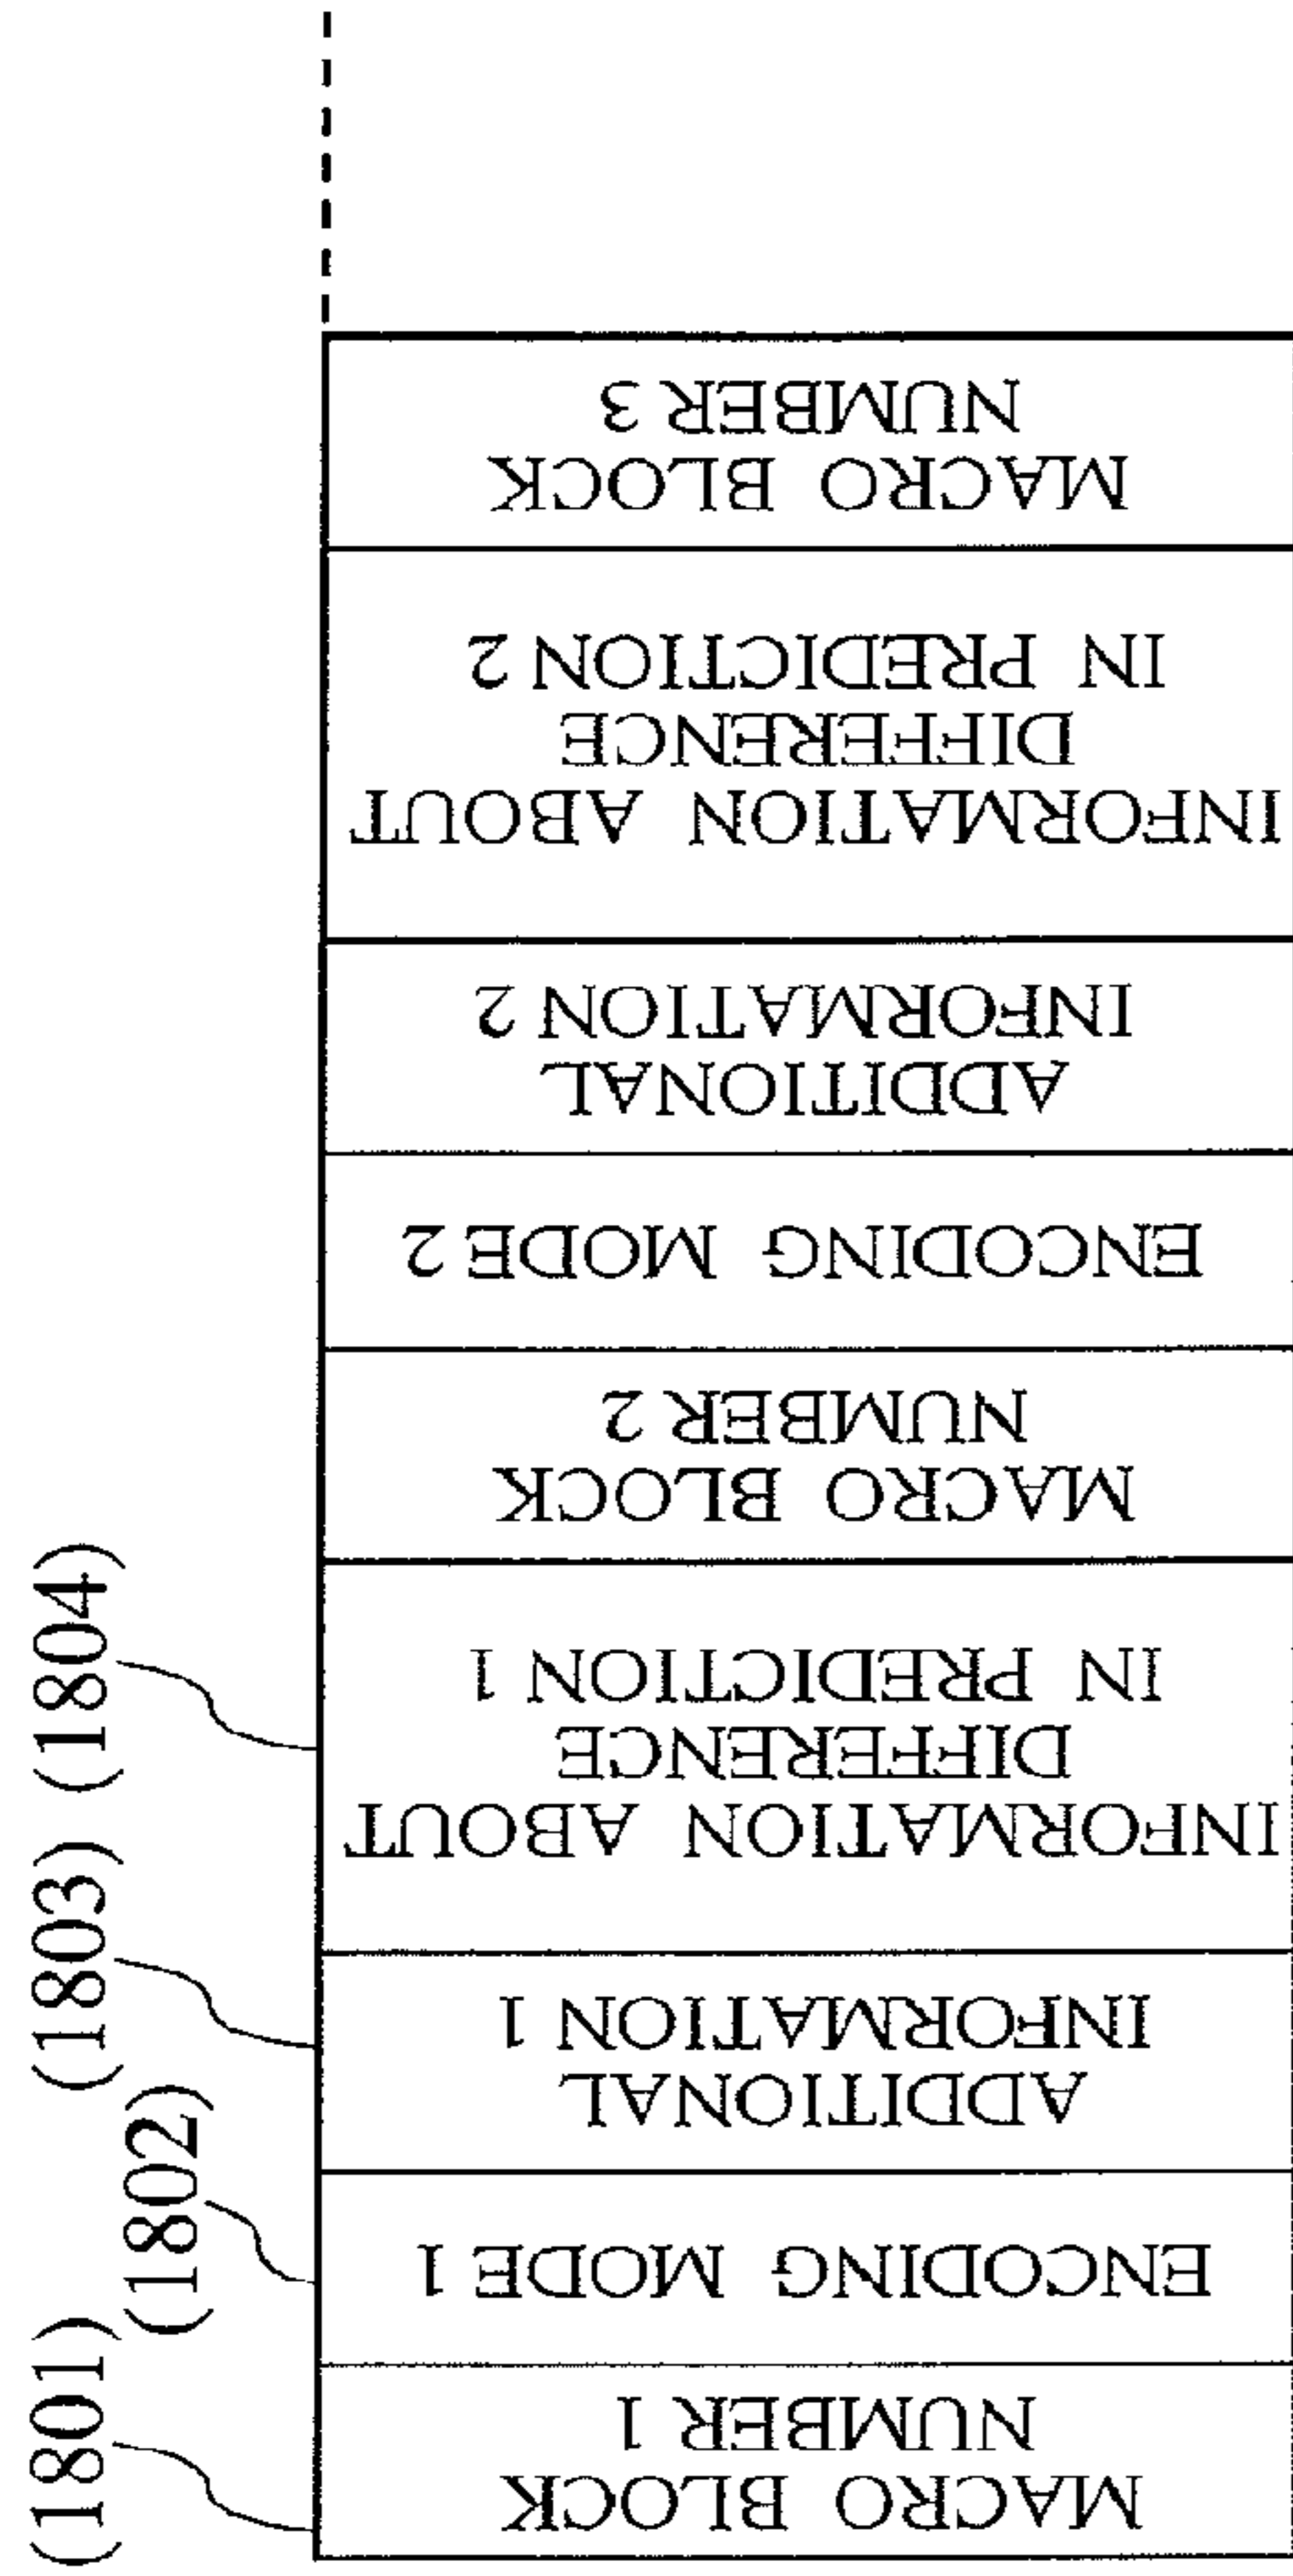 (1801)
(1802)
(1803)
(1804)
MACRO BLOCK
NUMBER 1
ENCODING MODE 1
ADDITIONAL
INFORMATION 1
INFORMATION ABOUT
DIFFERENCE
IN PREDICTION 1
MACRO BLOCK
NUMBER 2
ENCODING MODE 2
ADDITIONAL
INFORMATION 2
INFORMATION ABOUT
DIFFERENCE
IN PREDICTION 2
MACRO BLOCK
NUMBER 3